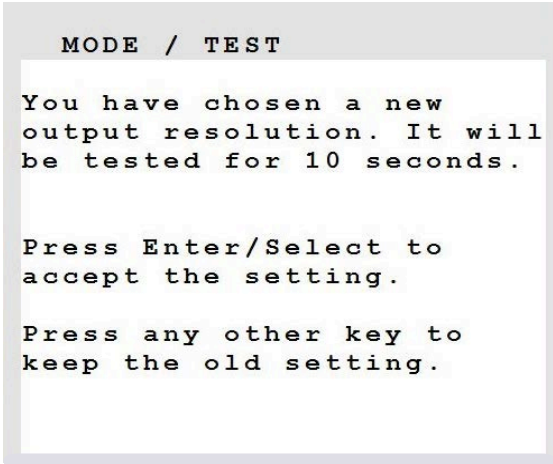 MODE / TEST
You have chosen a new
output resolution. It will
be tested for 10 seconds.
Press Enter/Select to
accept the setting.
Press any other key to
keep the old setting.